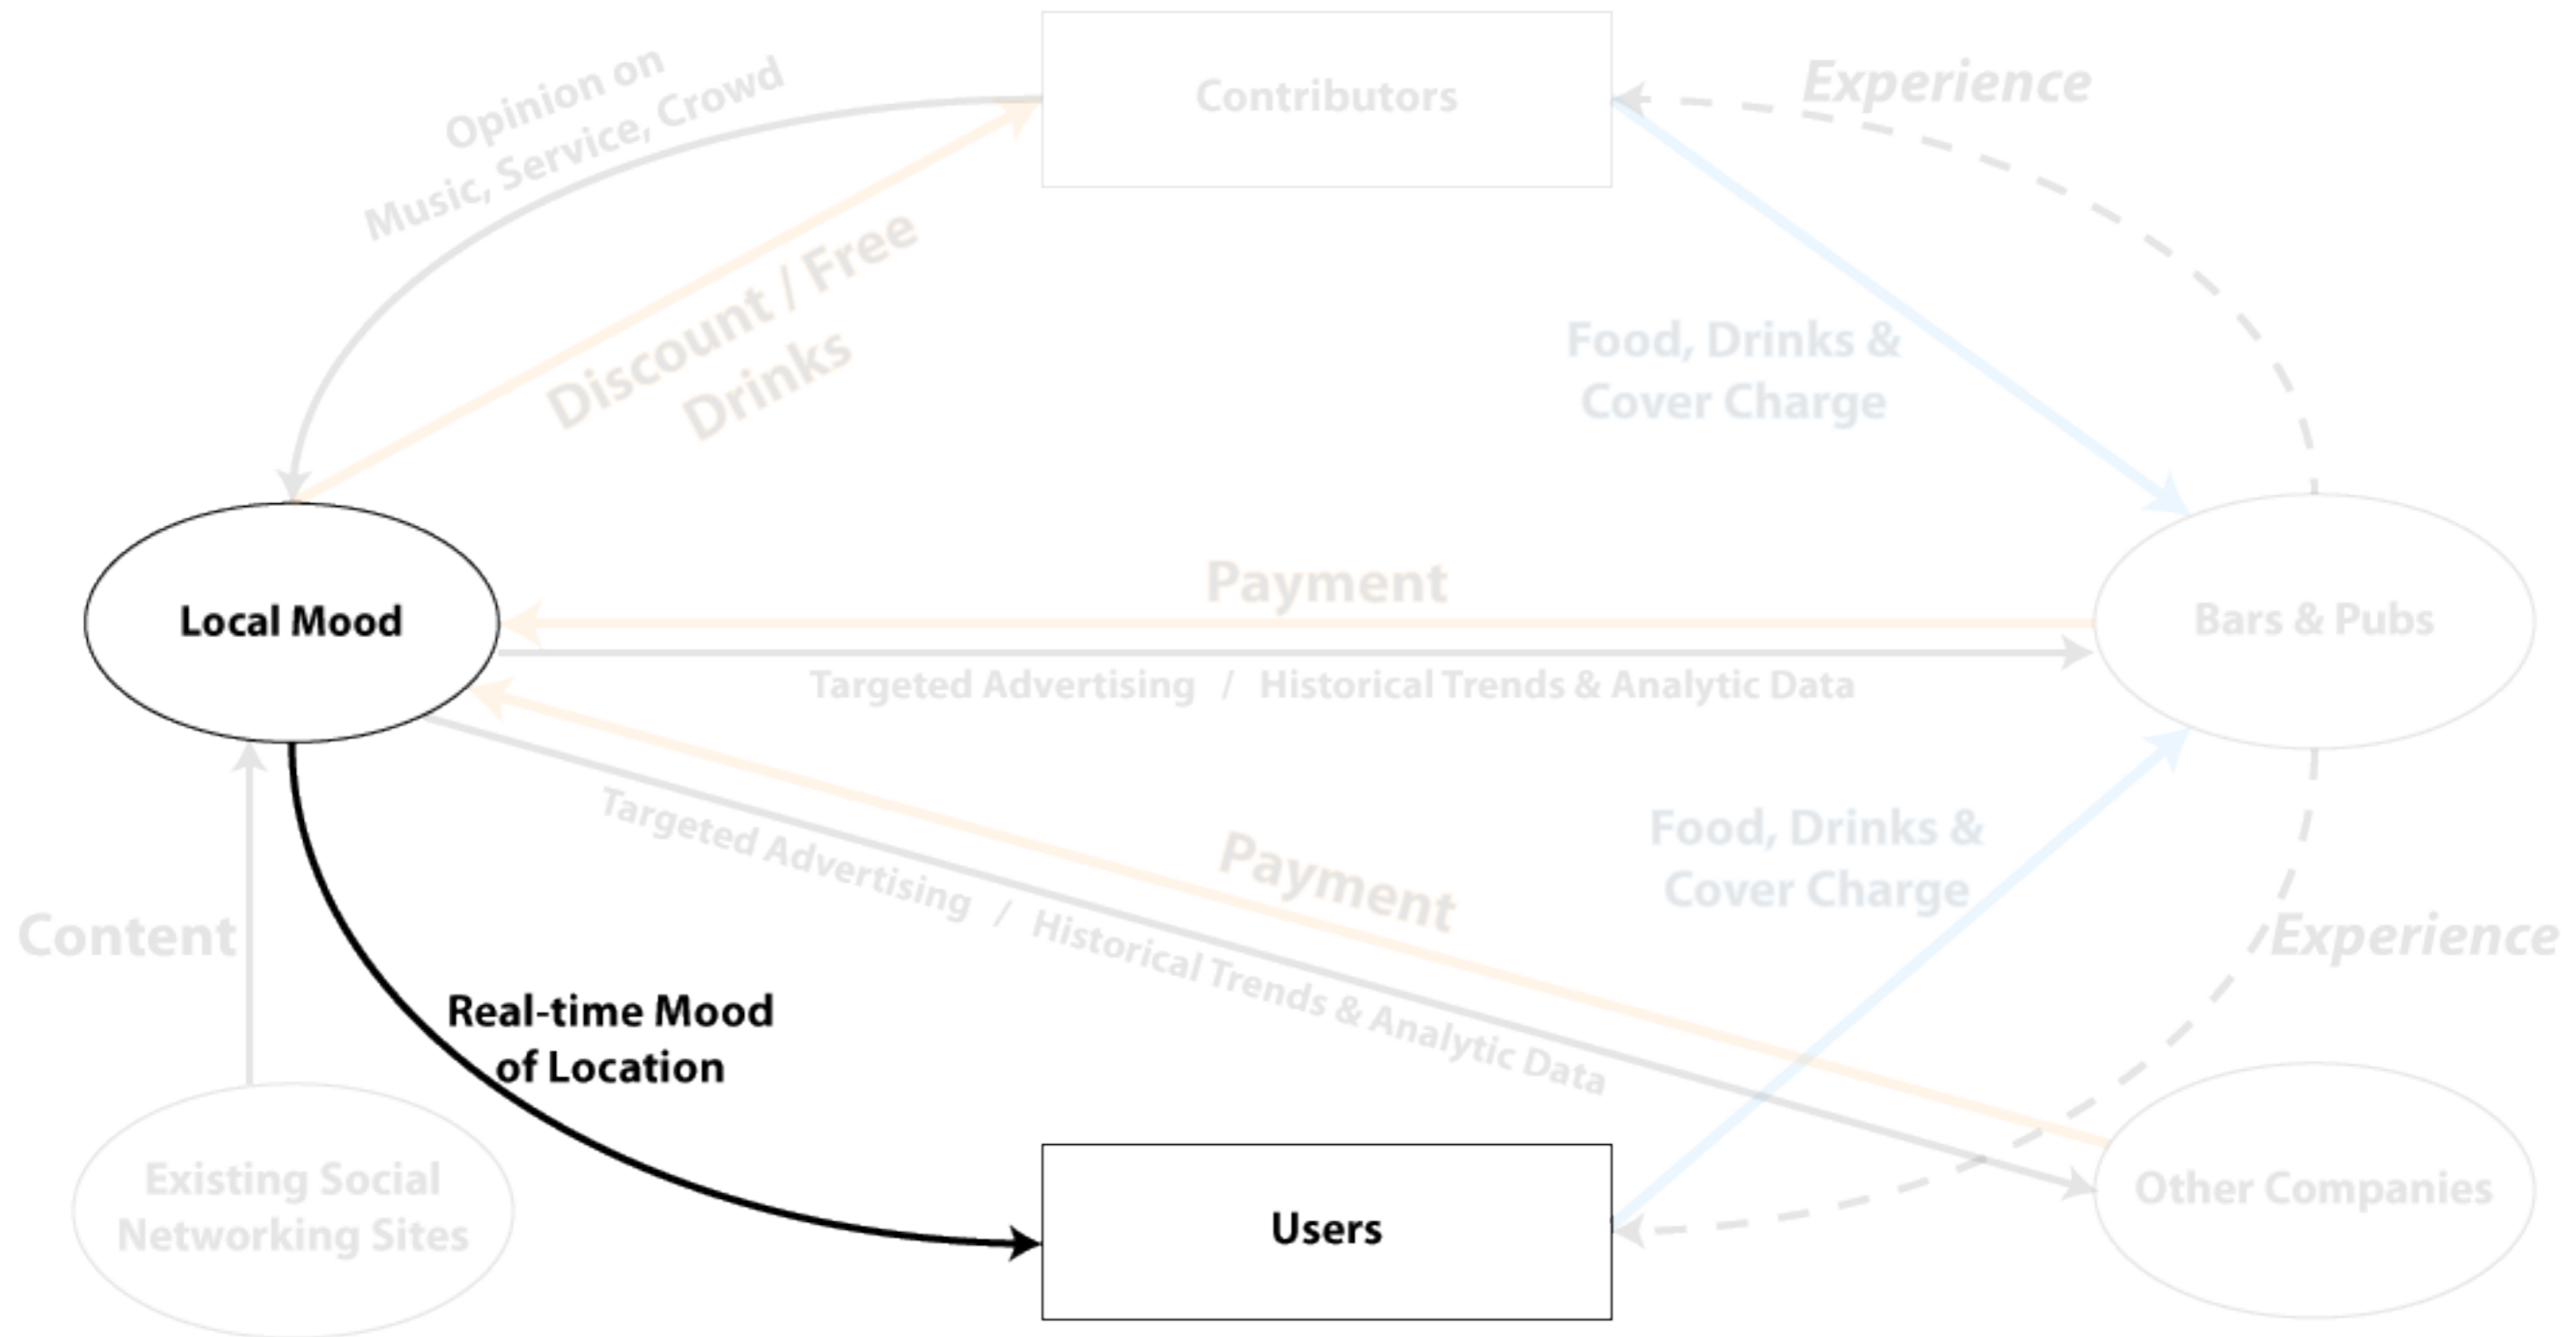 Opinion on
Music, Service, Crowd
Contributors
Experience
Discount / Free
Drinks
Food, Drinks &
Cover Charge
Local Mood
Payment
Bars & Pubs
Targeted Advertising / Historical Trends & Analytic Data
Targeted Advertising / Historical Trends & Analytic Data
Payment
Food, Drinks &
Cover Charge
Content
Experience
Real-time Mood
of Location
Existing Social
Networking Sites
Users
Other Companies